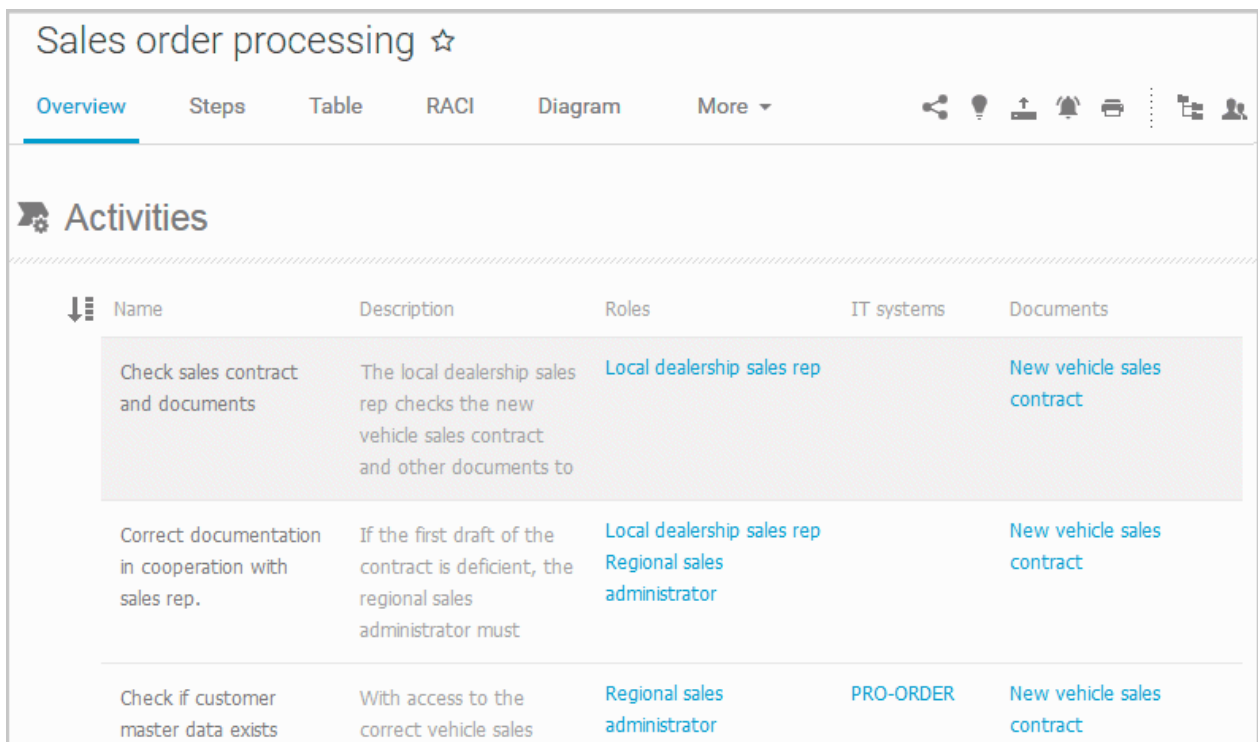 Sales order processing
Overview Steps Table RACI Diagram More
Activities
Name Description Roles IT systems Documents
Check sales contract
and documents
The local dealership sales
rep checks the new
vehicle sales contract
and other documents to
Local dealership sales rep
New vehicle sales
contract
Correct documentation
in cooperation with
sales rep.
If the first draft of the
contract is deficient, the
regional sales
administrator must
Local dealership sales rep
Regional sales
administrator
New vehicle sales
contract
Check if customer
master data exists
With access to the
correct vehicle sales
Regional sales
administrator
PRO-ORDER
New vehicle sales
contract